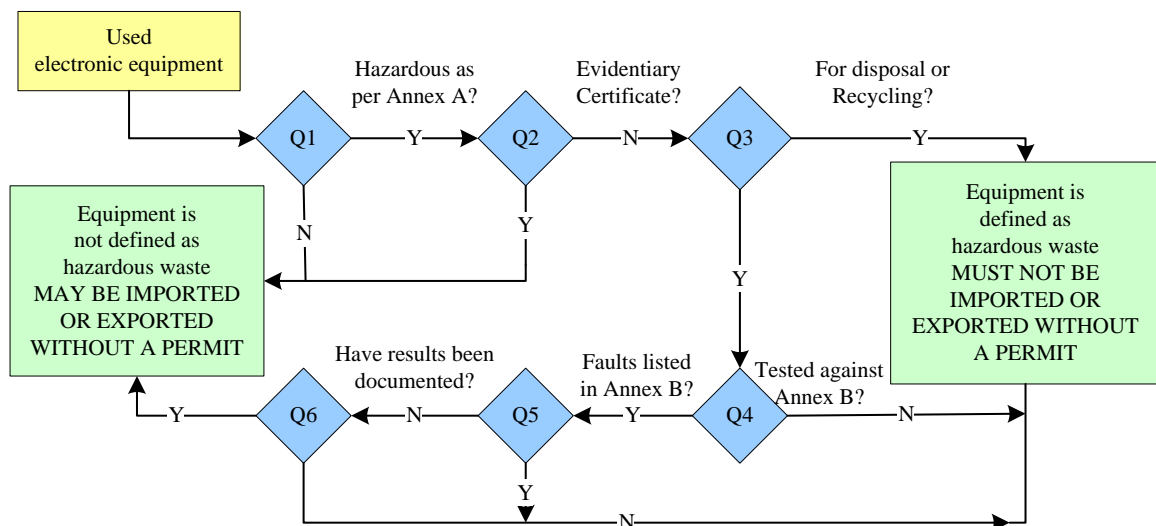 Used
electronic equipment
Hazardous as
per Annex A?
Evidentiary
Certificate?
For disposal or
Recycling?
Q1
Y
Q2
N
Q3
Y
N
Y
Y
Equipment is
not defined as
hazardous waste
MAY BE IMPORTED
OR EXPORTED
WITHOUT A PERMIT
Equipment is
defined as
hazardous waste
MUST NOT BE
IMPORTED OR
EXPORTED WITHOUT
A PERMIT
Have results been
documented?
Faults listed
in Annex B?
Tested against
Annex B?
Y
Q6
N
Q5
Y
Q4
N
Y
N